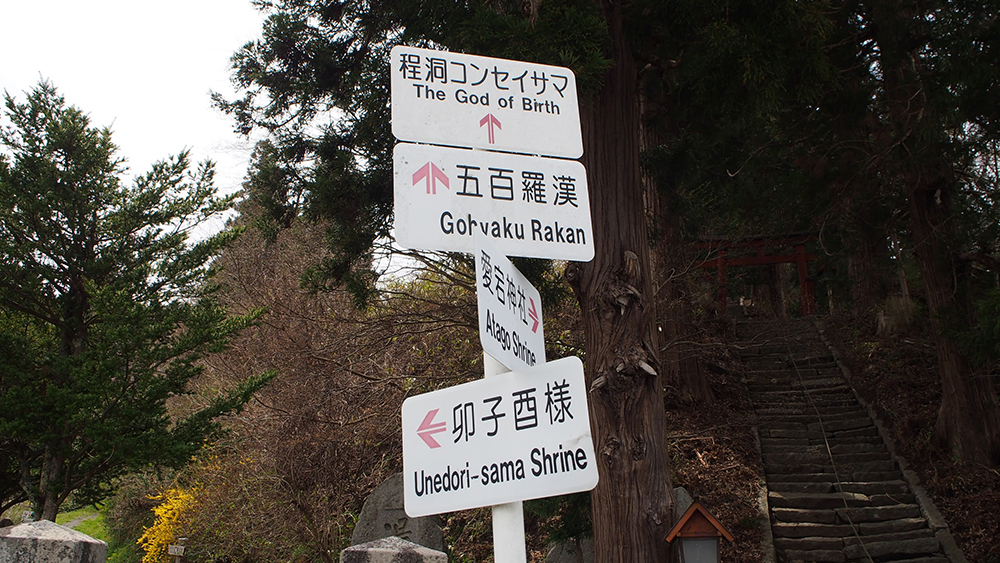 程洞コンセイサマ
The God of Birth
五百羅漢
Gohyaku Rakan
愛宕神社
Atago Shrine
卯子酉様
Unedori-sama Shrine